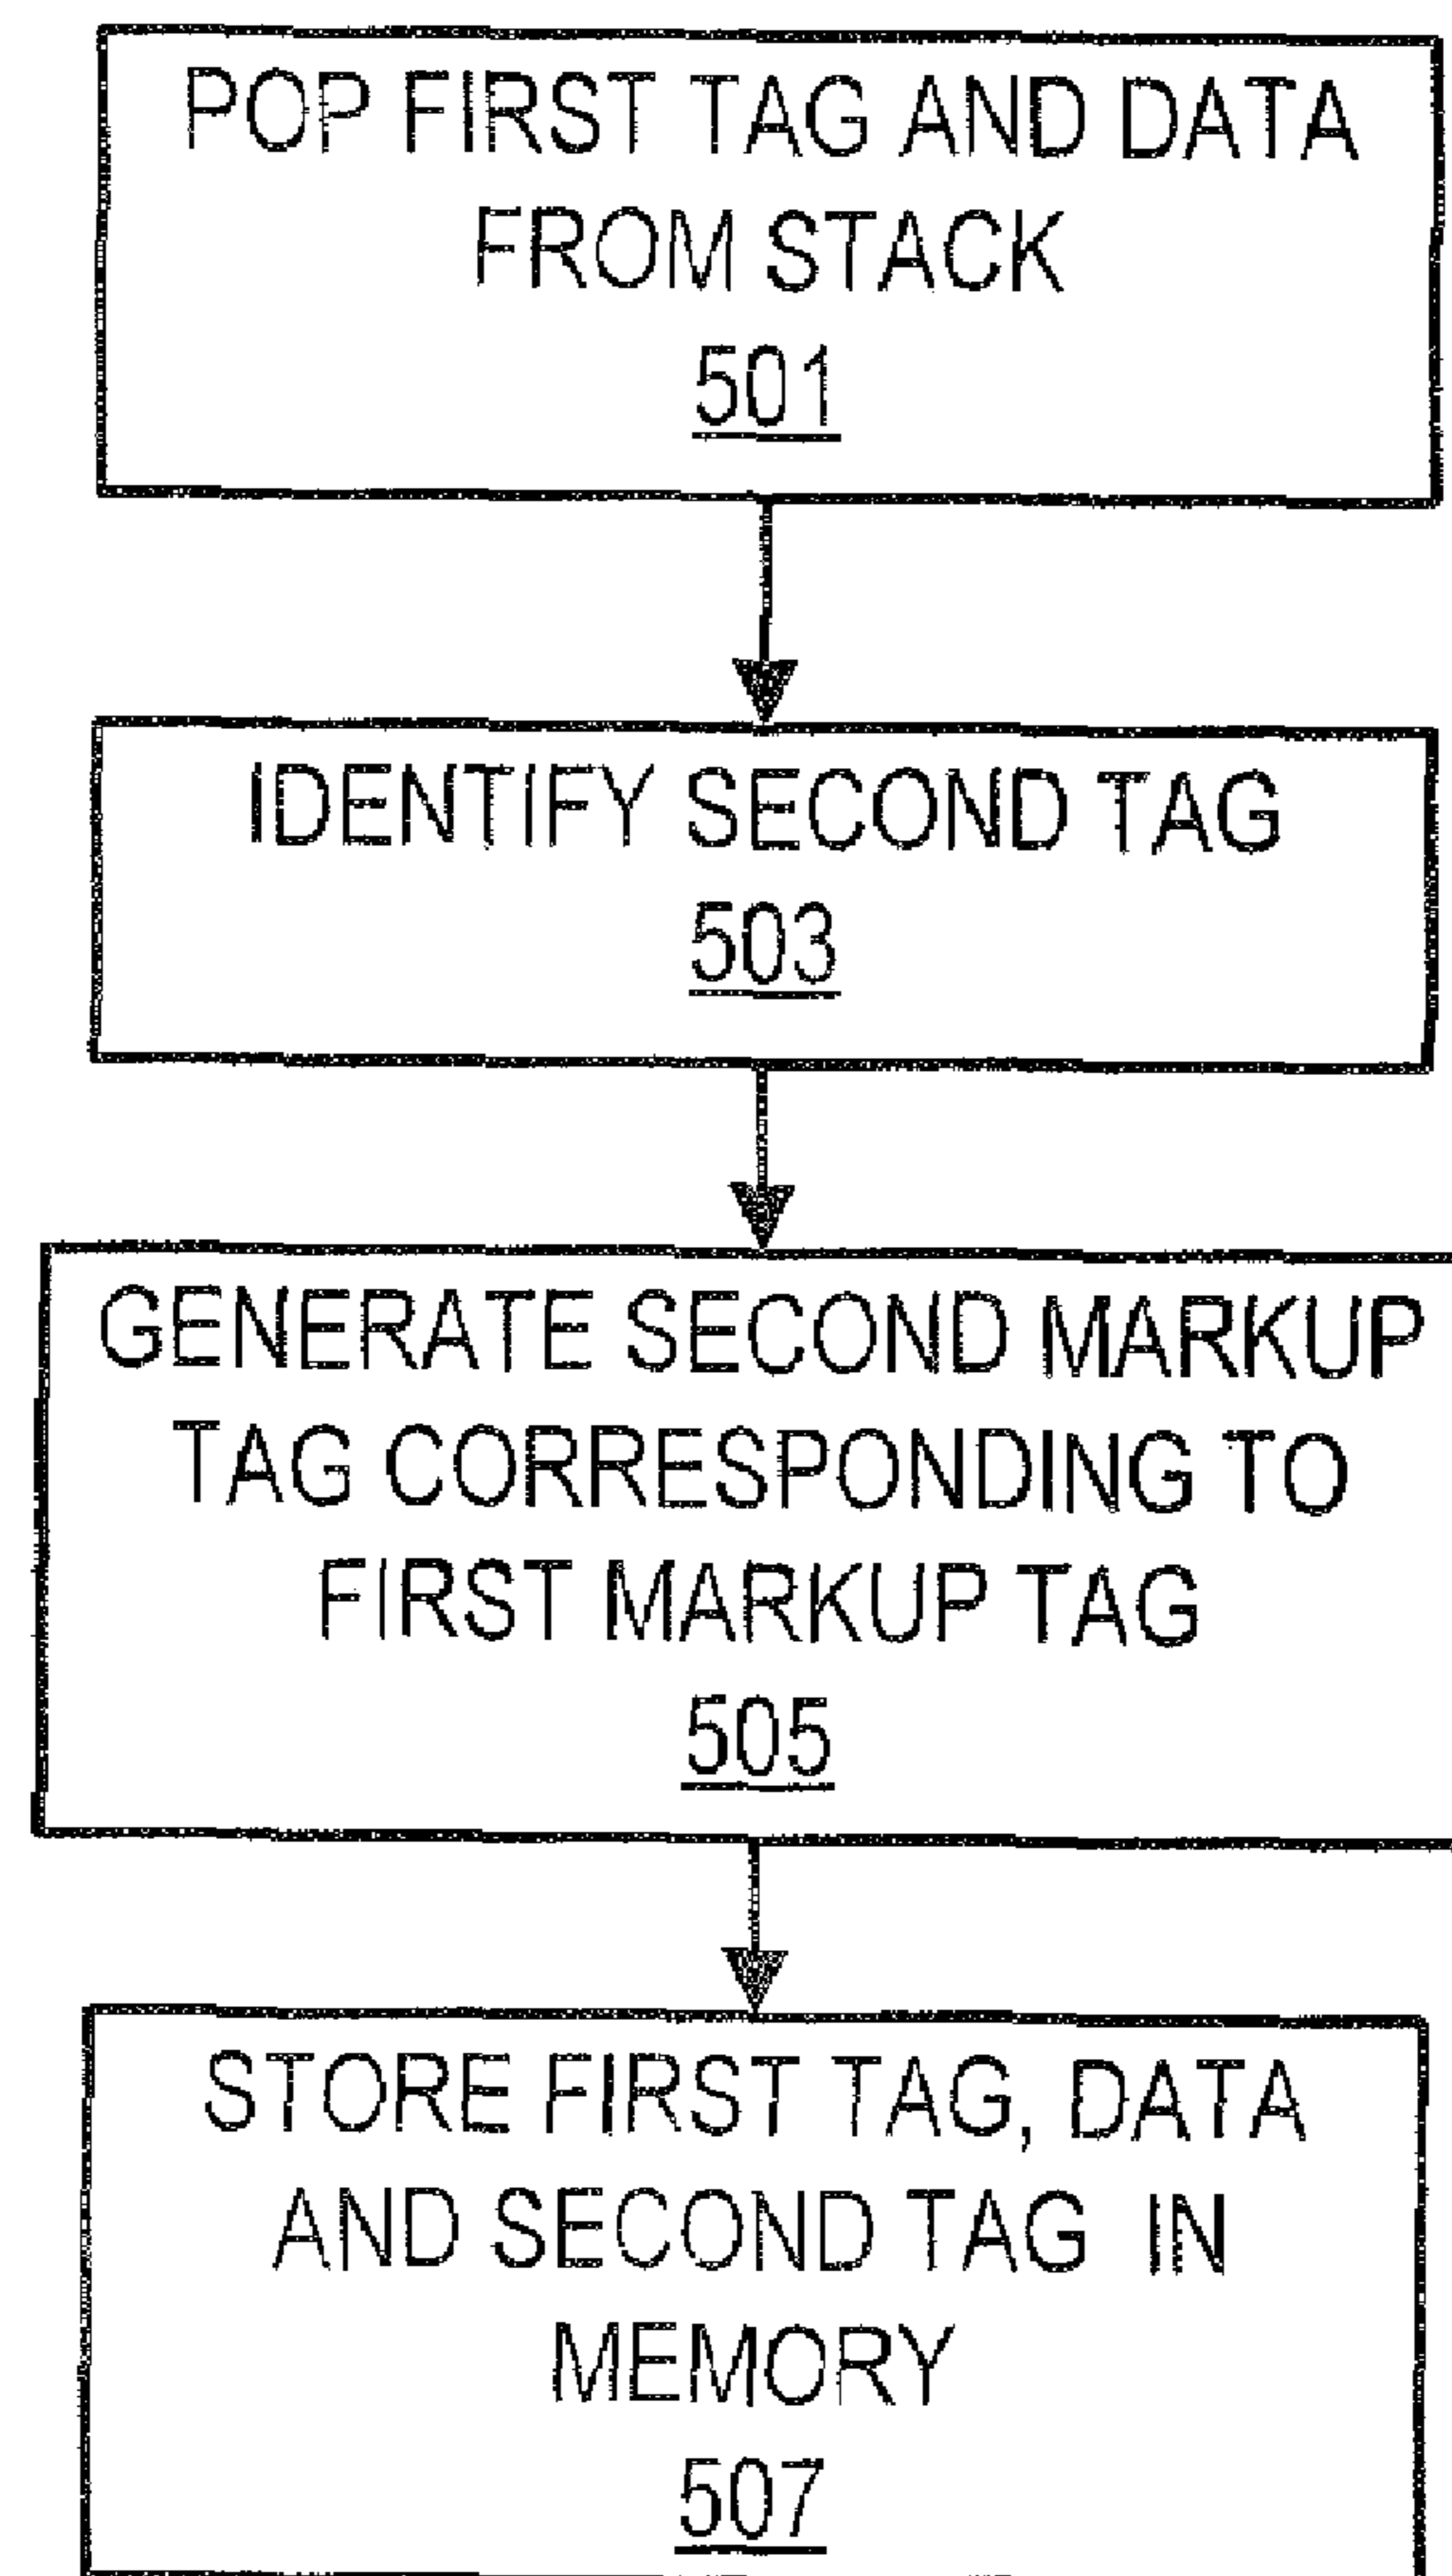 POP FIRST TAG AND DATA
FROM STACK
501
IDENTIFY SECOND TAG
503
GENERATE SECOND MARKUP
TAG CORRESPONDING TO
FIRST MARKUP TAG
505
STORE FIRST TAG, DATA
AND SECOND TAG IN
MEMORY
507